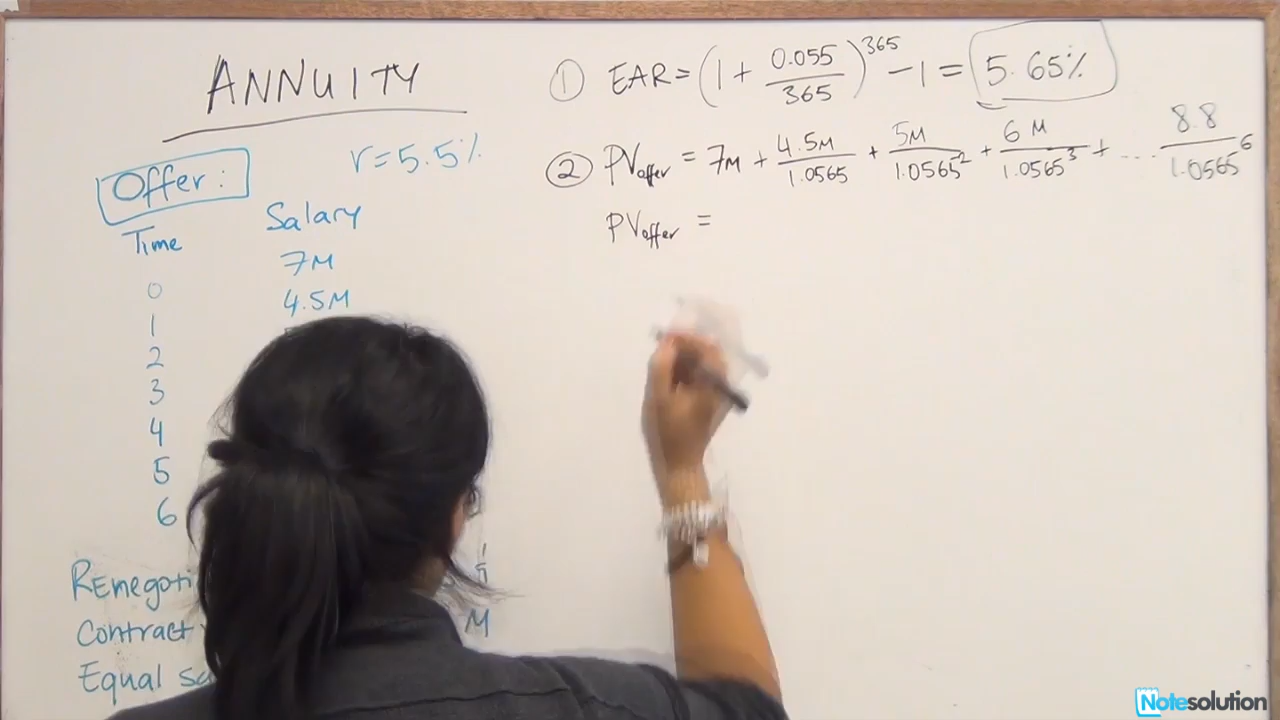 ANNUITY
r=5.5%
Offer:
Time Salary
0 7M
1 4.5M
2
3
4
5
6
Renegoti
Contract M
Equal sa
① EAR = (1 + 0.055/365)^365 - 1 = 5.65%
② PVoffer = 7M + 4.5M/1.0565 + 5M/1.0565^2 + 6M/1.0565^3 + .... 8.8/1.0565^6
PVoffer =
Notesolution